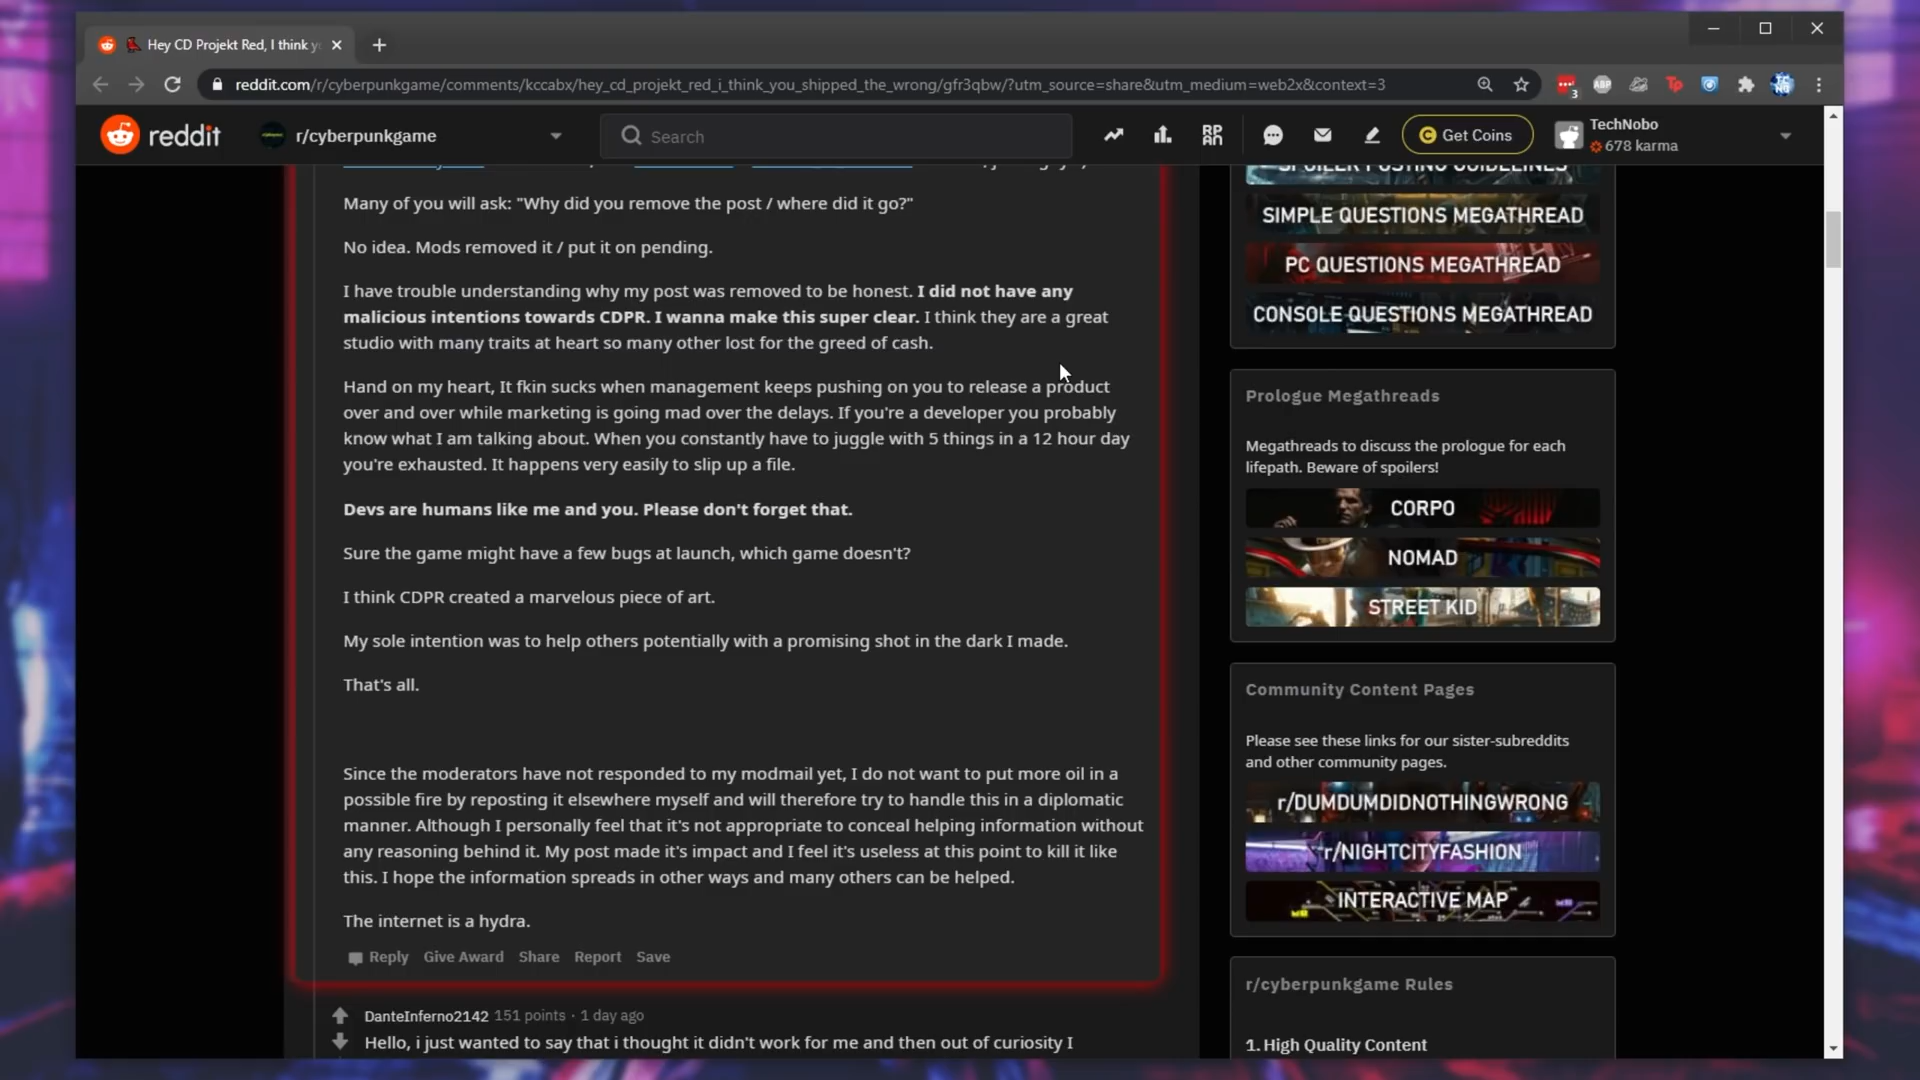 Hey CD Projekt Red, I think y
reddit.com/r/cyberpunkgame/comments/kccabx/hey_cd_projekt_red_i_think_you_shipped_the_wrong/gfr3qbw/?utm_source=share&utm_medium=web2x&context=3
ABP
Tp
3
reddit
r/cyberpunkgame
Search
RPAN
Get Coins
TechNobo
678 karma
Many of you will ask: "Why did you remove the post / where did it go?"
No idea. Mods removed it / put it on pending.
I have trouble understanding why my post was removed to be honest. I did not have any
malicious intentions towards CDPR. I wanna make this super clear. I think they are a great
studio with many traits at heart so many other lost for the greed of cash.
Hand on my heart, It fkin sucks when management keeps pushing on you to release a product
over and over while marketing is going mad over the delays. If you're a developer you probably
know what I am talking about. When you constantly have to juggle with 5 things in a 12 hour day
you're exhausted. It happens very easily to slip up a file.
Devs are humans like me and you. Please don't forget that.
Sure the game might have a few bugs at launch, which game doesn't?
I think CDPR created a marvelous piece of art.
My sole intention was to help others potentially with a promising shot in the dark I made.
That's all.
Since the moderators have not responded to my modmail yet, I do not want to put more oil in a
possible fire by reposting it elsewhere myself and will therefore try to handle this in a diplomatic
manner. Although I personally feel that it's not appropriate to conceal helping information without
any reasoning behind it. My post made it's impact and I feel it's useless at this point to kill it like
this. I hope the information spreads in other ways and many others can be helped.
The internet is a hydra.
Reply Give Award Share Report Save
DanteInferno2142 151 points · 1 day ago
Hello, i just wanted to say that i thought it didn't work for me and then out of curiosity I
SPOILER POSTING GUIDELINES
SIMPLE QUESTIONS MEGATHREAD
PC QUESTIONS MEGATHREAD
CONSOLE QUESTIONS MEGATHREAD
Prologue Megathreads
Megathreads to discuss the prologue for each
lifepath. Beware of spoilers!
CORPO
NOMAD
STREET KID
Community Content Pages
Please see these links for our sister-subreddits
and other community pages.
r/DUMDUMDIDNOTHINGWRONG
r/NIGHTCITYFASHION
INTERACTIVE MAP
r/cyberpunkgame Rules
1. High Quality Content